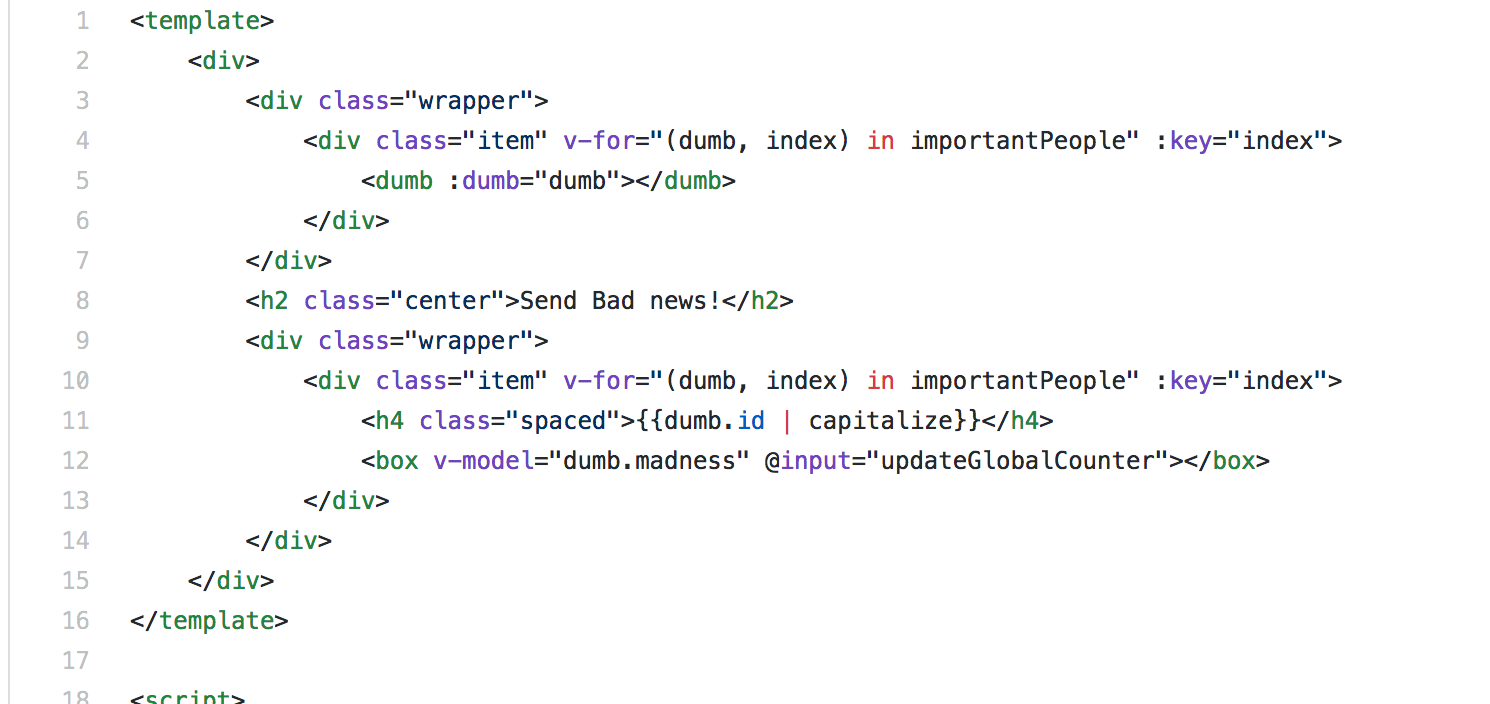 1 <template>
2 <div>
3 <div class="wrapper">
4 <div class="item" v-for="(dumb, index) in importantPeople" :key="index">
5 <dumb :dumb="dumb"></dumb>
6 </div>
7 </div>
8 <h2 class="center">Send Bad news!</h2>
9 <div class="wrapper">
10 <div class="item" v-for="(dumb, index) in importantPeople" :key="index">
11 <h4 class="spaced">{{dumb.id | capitalize}}</h4>
12 <box v-model="dumb.madness" @input="updateGlobalCounter"></box>
13 </div>
14 </div>
15 </div>
16 </template>
17
18 <script>